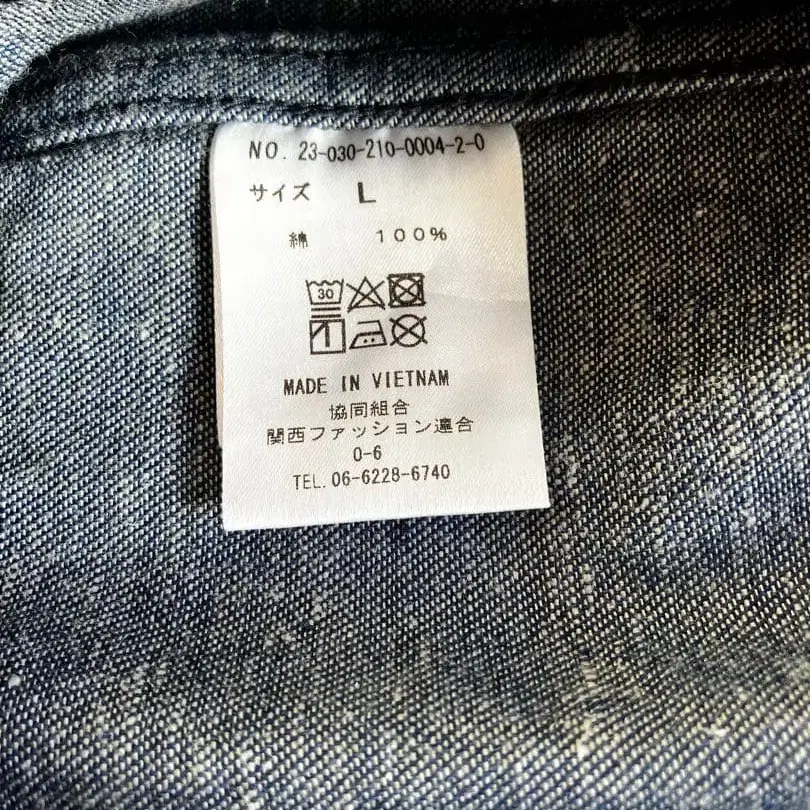 NO. 23-030-210-0004-2-0
サイズ L
綿 100%
30
MADE IN VIETNAM
協同組合
関西ファッション連合
0-6
TEL. 06-6228-6740